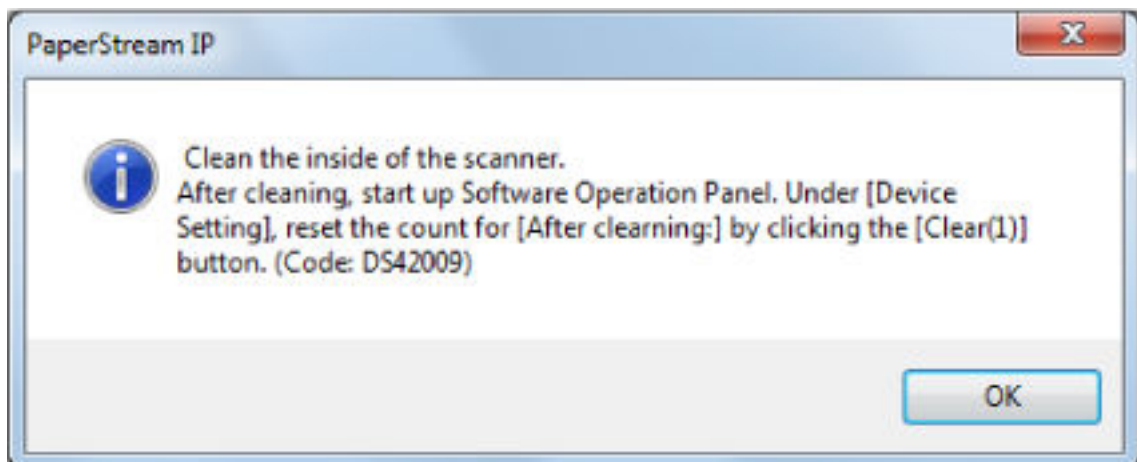 PaperStream IP
Clean the inside of the scanner.
After cleaning, start up Software Operation Panel. Under [Device
Setting], reset the count for [After clearning:] by clicking the [Clear(1)]
button. (Code: DS42009)
OK